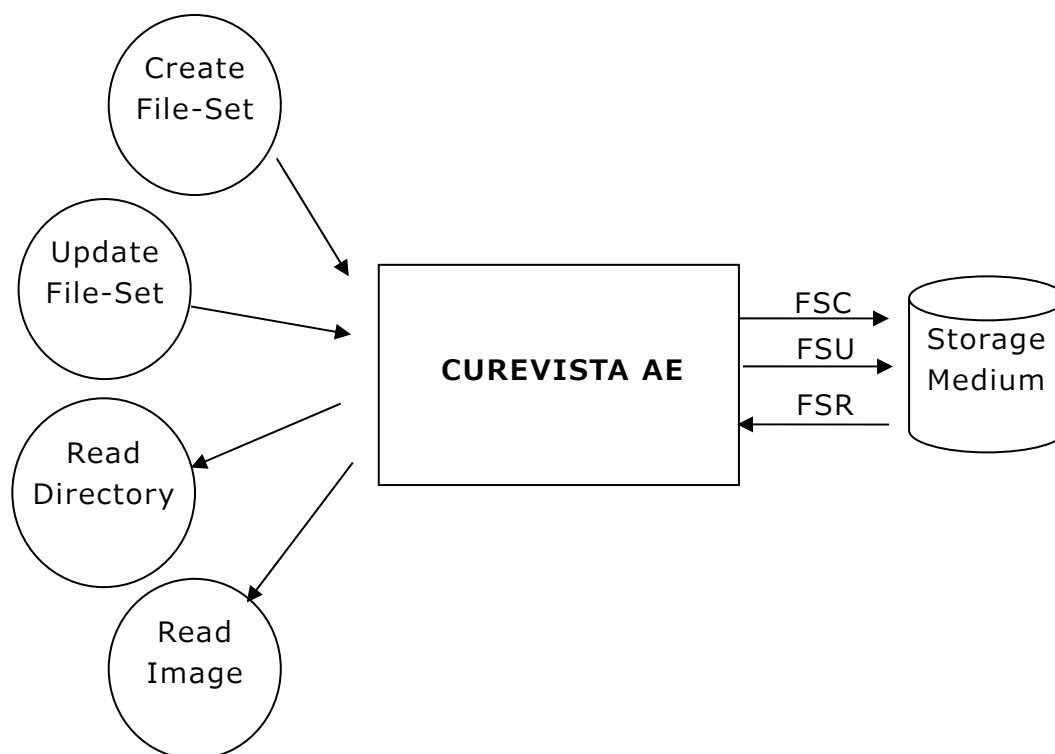 Create
File-Set
Update
File-Set
Read
Directory
Read
Image
CUREVISTA AE
FSC
FSU
FSR
Storage
Medium